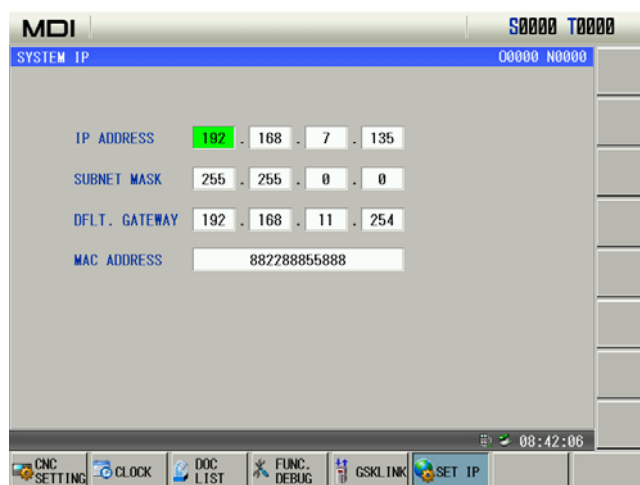 MDI S0000 T0000
SYSTEM IP O0000 N0000
IP ADDRESS 192 . 168 . 7 . 135
SUBNET MASK 255 . 255 . 0 . 0
DFLT. GATEWAY 192 . 168 . 11 . 254
MAC ADDRESS 882288855888
08:42:06
CNC SETTING CLOCK DOC LIST FUNC. DEBUG GSKLINK SET IP